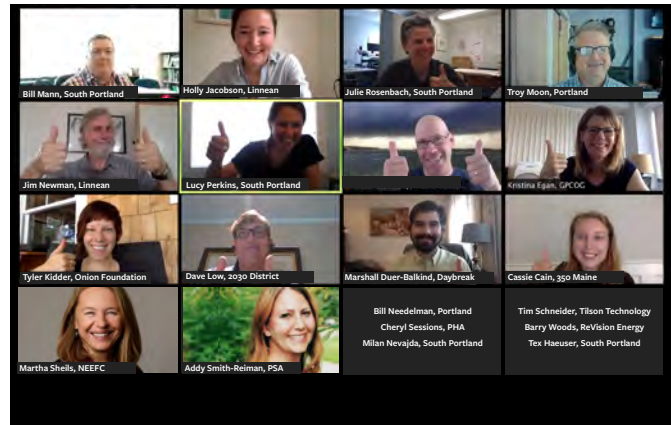 Bill Mann, South Portland
Holly Jacobson, Linnean
Julie Rosenbach, South Portland
Troy Moon, Portland
Jim Newman, Linnean
Lucy Perkins, South Portland
Kristina Egan, GPCOG
Tyler Kidder, Onion Foundation
Dave Low, 2030 District
Marshall Duer-Balkind, Daybreak
Cassie Cain, 350 Maine
Martha Sheils, NEEFC
Addy Smith-Reiman, PSA
Bill Needelman, Portland
Cheryl Sessions, PHA
Milan Nevajda, South Portland
Tim Schneider, Tilson Technology
Barry Woods, ReVision Energy
Tex Haeuser, South Portland